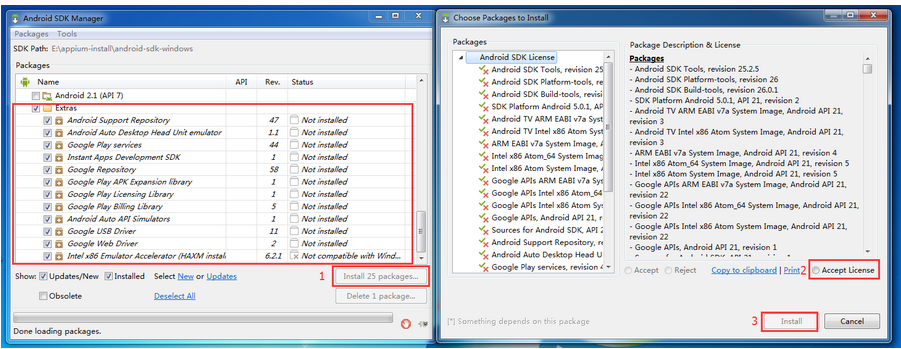 Android SDK Manager
Packages Tools
SDK Path: E:\appium-install\android-sdk-windows
Packages
Name API Rev. Status
Android 2.1 (API 7)
Extras
Android Support Repository 47 Not installed
Android Auto Desktop Head Unit emulator 1.1 Not installed
Google Play services 44 Not installed
Instant Apps Development SDK 1 Not installed
Google Repository 58 Not installed
Google Play APK Expansion library 1 Not installed
Google Play Licensing Library 1 Not installed
Google Play Billing Library 5 Not installed
Android Auto API Simulators 1 Not installed
Google USB Driver 11 Not installed
Google Web Driver 2 Not installed
Intel x86 Emulator Accelerator (HAXM instal 6.2.1 Not compatible with Wind...
Show: Updates/New Installed Select New or Updates 1 Install 25 packages...
Obsolete Deselect All Delete 1 package...
Done loading packages.
Choose Packages to Install
Packages
Android SDK License
Android SDK Tools, revision 25
Android SDK Platform-tools, re
Android SDK Build-tools, revisi
SDK Platform Android 5.0.1, AP
Android TV ARM EABI v7a Syst
Android TV Intel x86 Atom Syst
ARM EABI v7a System Image, A
Intel x86 Atom_64 System Imag
Intel x86 Atom System Image, A
Google APIs ARM EABI v7a Sys
Google APIs Intel x86 Atom_64
Google APIs Intel x86 Atom Sys
Google APIs, Android API 21, r
Sources for Android SDK, API 2
Android Support Repository, re
Android Auto Desktop Head U
Google Play services, revision 4
Package Description & License
Packages
- Android SDK Tools, revision 25.2.5
- Android SDK Platform-tools, revision 26
- Android SDK Build-tools, revision 26.0.1
- SDK Platform Android 5.0.1, API 21, revision 2
- Android TV ARM EABI v7a System Image, Android API 21,
revision 3
- Android TV Intel x86 Atom System Image, Android API 21,
revision 3
- ARM EABI v7a System Image, Android API 21, revision 4
- Intel x86 Atom_64 System Image, Android API 21, revision 5
- Intel x86 Atom System Image, Android API 21, revision 5
- Google APIs ARM EABI v7a System Image, Android API 21,
revision 22
- Google APIs Intel x86 Atom_64 System Image, Android API 21,
revision 22
- Google APIs Intel x86 Atom System Image, Android API 21,
revision 22
- Google APIs, Android API 21, revision 1
Accept Reject Copy to clipboard | Print 2 Accept License
[*] Something depends on this package 3 Install Cancel